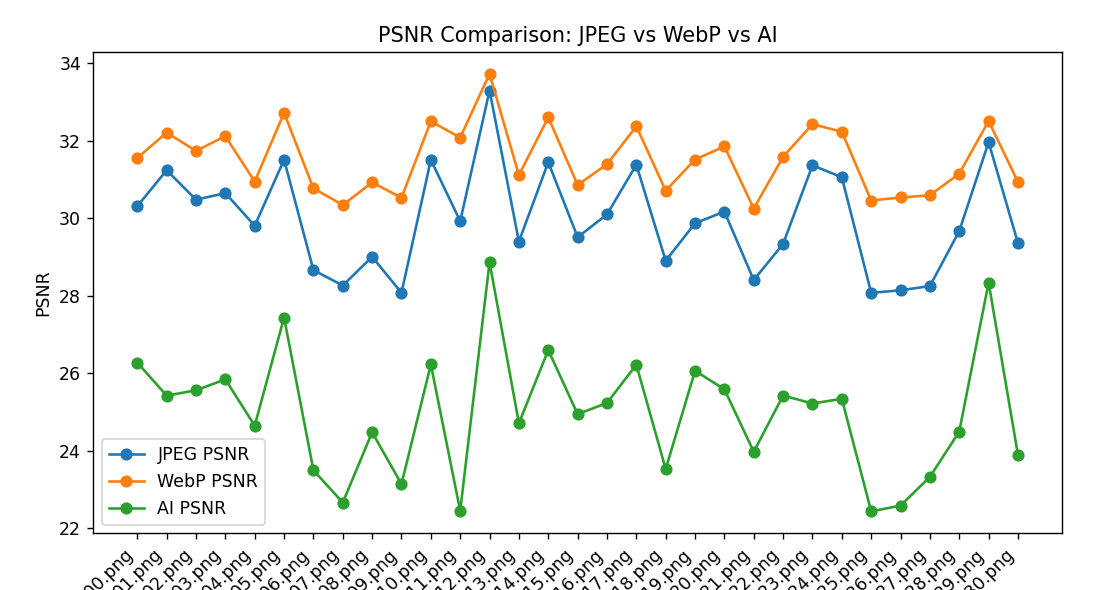 PSNR Comparison: JPEG vs WebP vs AI
PSNR
34
32
30
28
26
24
22
JPEG PSNR
WebP PSNR
AI PSNR
00.png
01.png
02.png
03.png
04.png
05.png
06.png
07.png
08.png
09.png
10.png
11.png
12.png
13.png
14.png
15.png
16.png
17.png
18.png
19.png
20.png
21.png
22.png
23.png
24.png
25.png
26.png
27.png
28.png
29.png
30.png